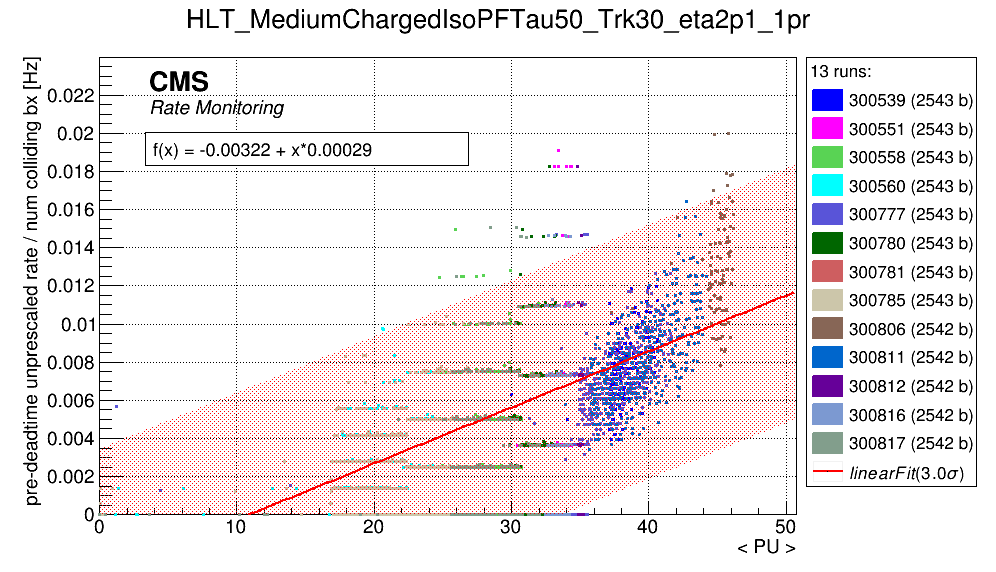 HLT_MediumChargedIsoPFTau50_Trk30_eta2p1_1pr
pre-deadtime unprescaled rate / num colliding bx [Hz]
CMS
Rate Monitoring
f(x) = -0.00322 + x*0.00029
0.022
0.02
0.018
0.016
0.014
0.012
0.01
0.008
0.006
0.004
0.002
0
0 10 20 30 40 50
< PU >
13 runs:
300539 (2543 b)
300551 (2543 b)
300558 (2543 b)
300560 (2543 b)
300777 (2543 b)
300780 (2543 b)
300781 (2543 b)
300785 (2543 b)
300806 (2542 b)
300811 (2542 b)
300812 (2542 b)
300816 (2542 b)
300817 (2542 b)
linearFit(3.0σ)